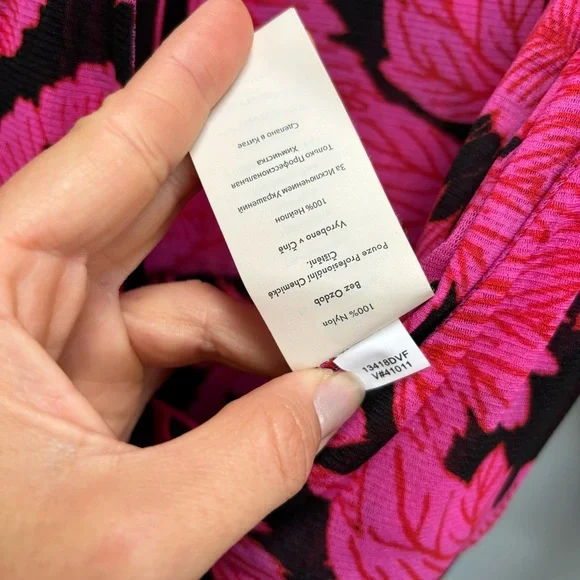 100% Nylon
Bez Ozdob
Pouze Profesionální Chemické
Čištění.
Vyrobeno v Číně
100% Нейлон
За Исключением Украшений
Только Профессиональная
Химчистка
Сделано в Китае
13418DVF
V#41011